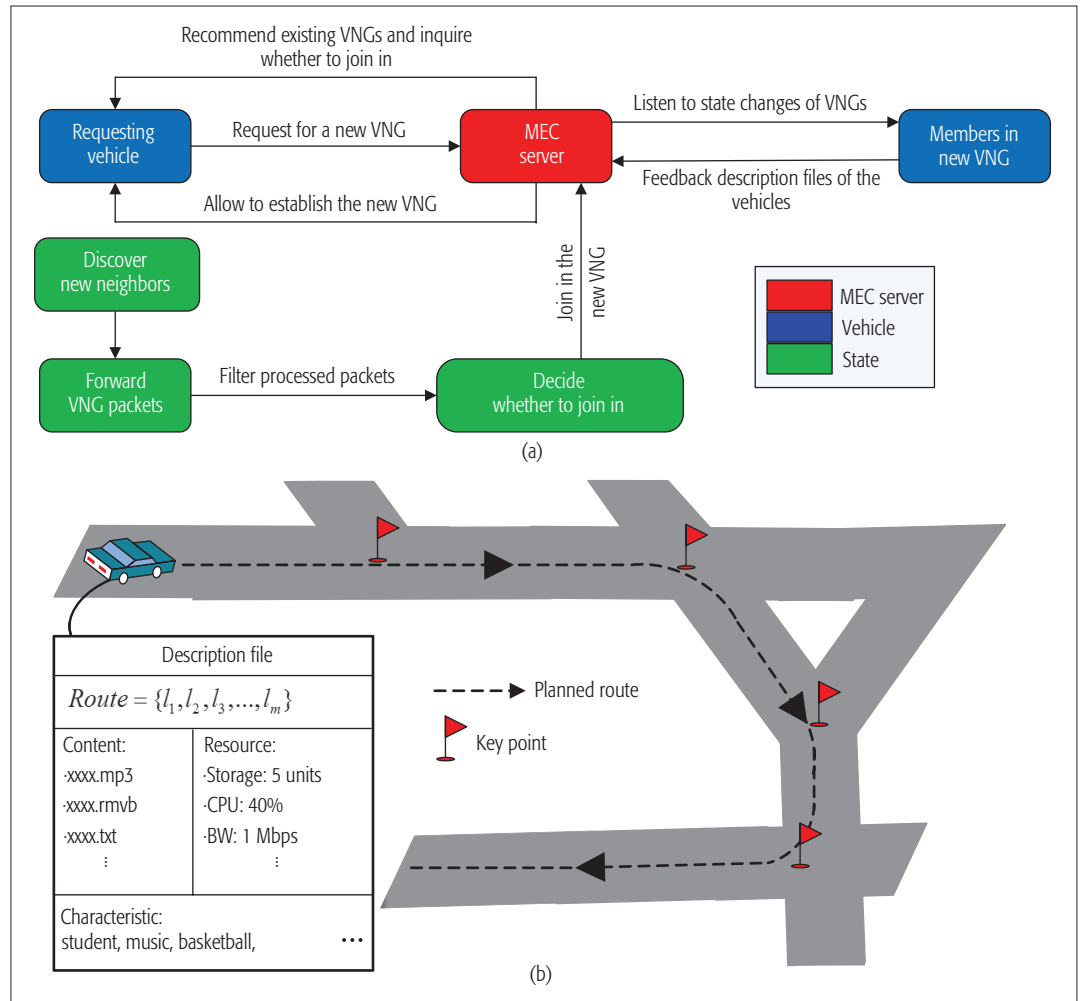 Recommend existing VNGs and inquire
whether to join in
Requesting
vehicle
Request for a new VNG
MEC
server
Listen to state changes of VNGs
Members in
new VNG
Feedback description files of the
vehicles
Allow to establish the new VNG
Discover
new neighbors
Join in the
new VNG
MEC server
Vehicle
State
Forward
VNG packets
Filter processed packets
Decide
whether to join in
(a)
Description file
Route = {l₁,l₂,l₃,...,lₘ}
Content:
·xxxx.mp3
·xxxx.rmvb
·xxxx.txt
⋮
Resource:
·Storage: 5 units
·CPU: 40%
·BW: 1 Mbps
⋮
Characteristic:
student, music, basketball, ...
Planned route
Key point
(b)